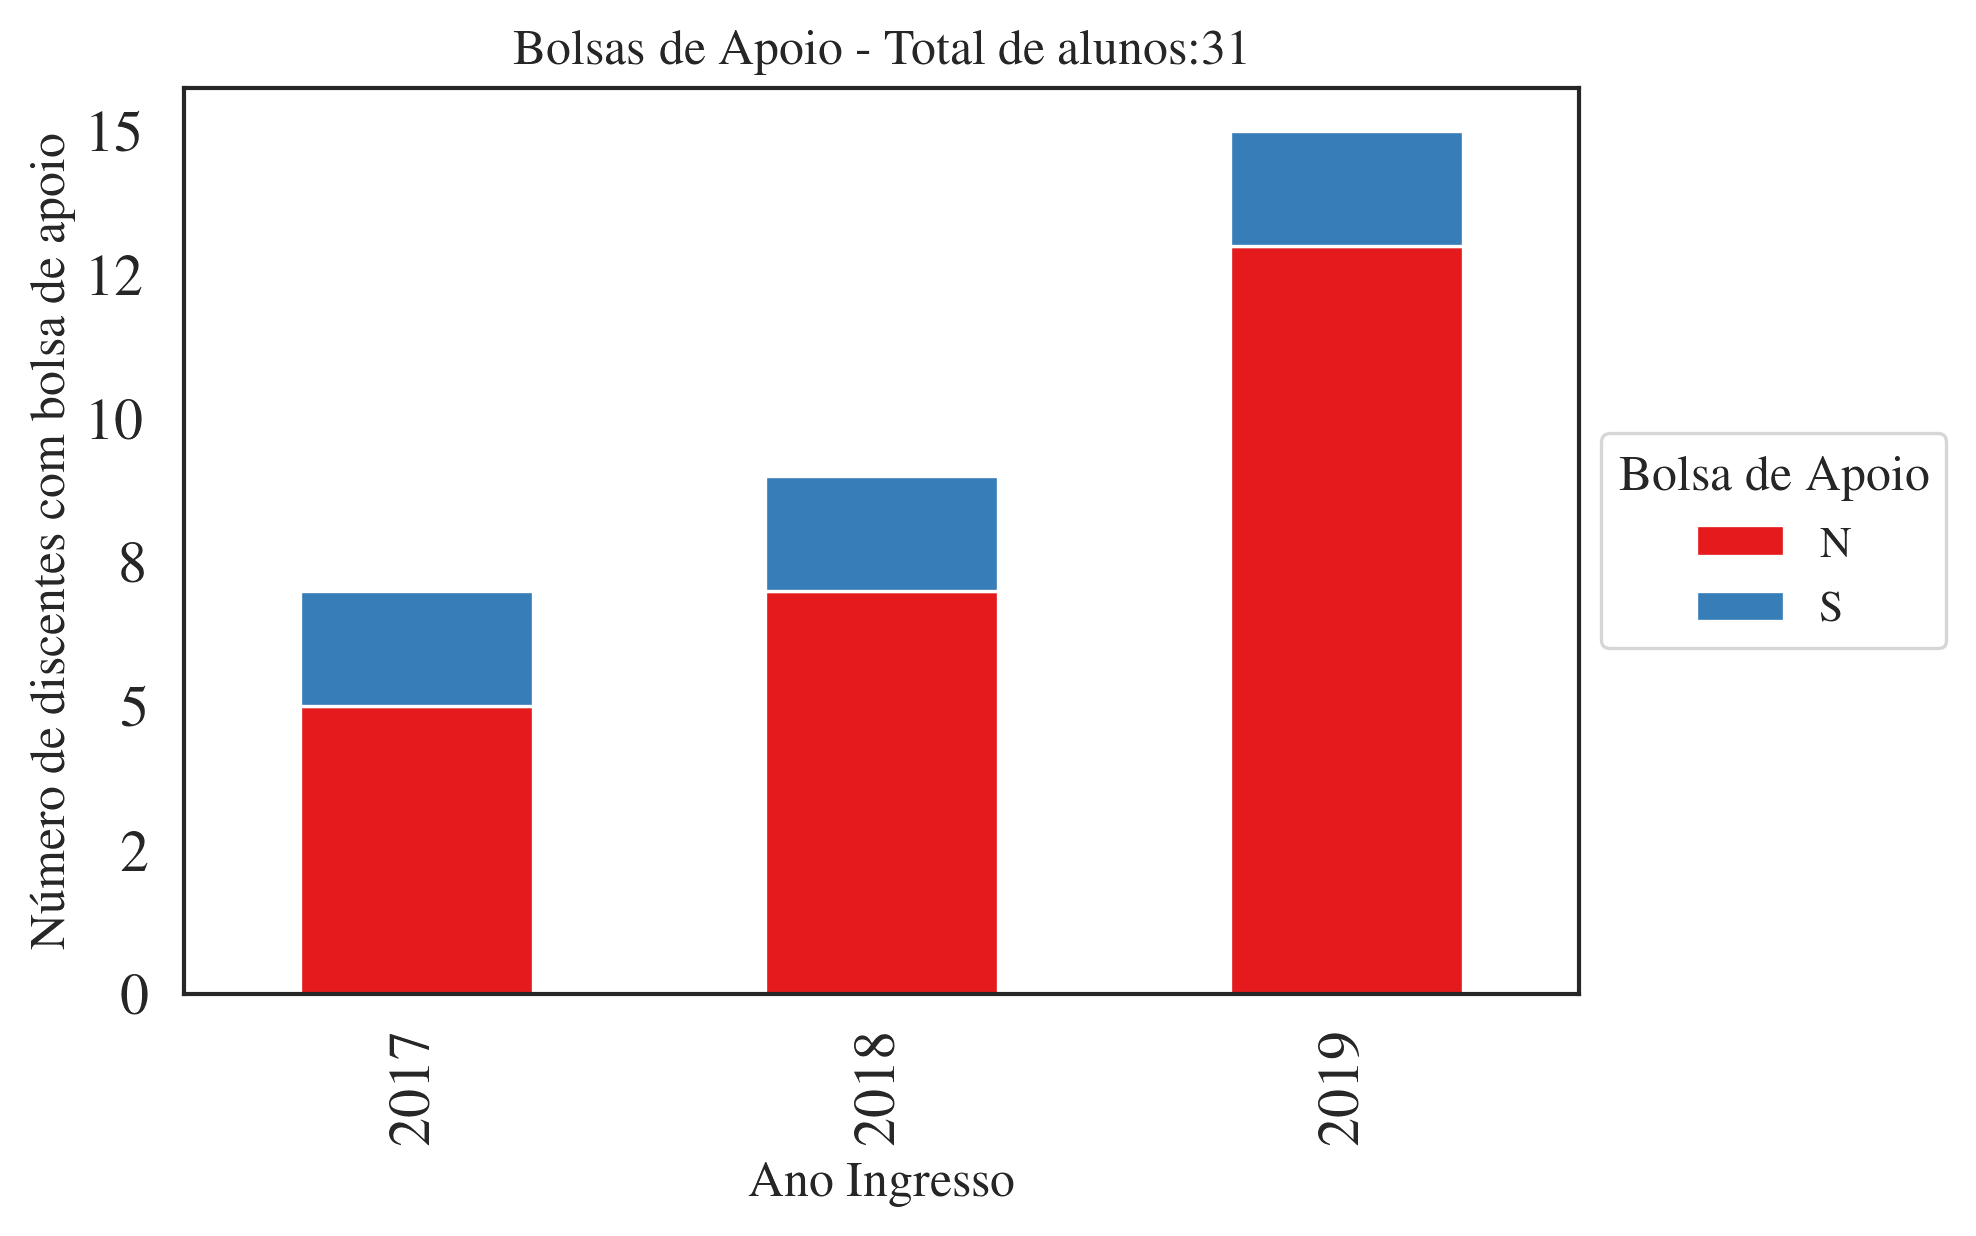 Bolsas de Apoio - Total de alunos:31
Número de discentes com bolsa de apoio
15
12
10
8
5
2
0
2017
2018
2019
Ano Ingresso
Bolsa de Apoio
N
S